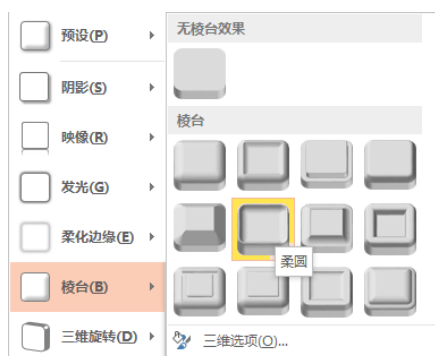 预设(P)
阴影(S)
映像(R)
发光(G)
柔化边缘(E)
棱台(B)
三维旋转(D)
无棱台效果
棱台
柔圆
三维选项(O)...